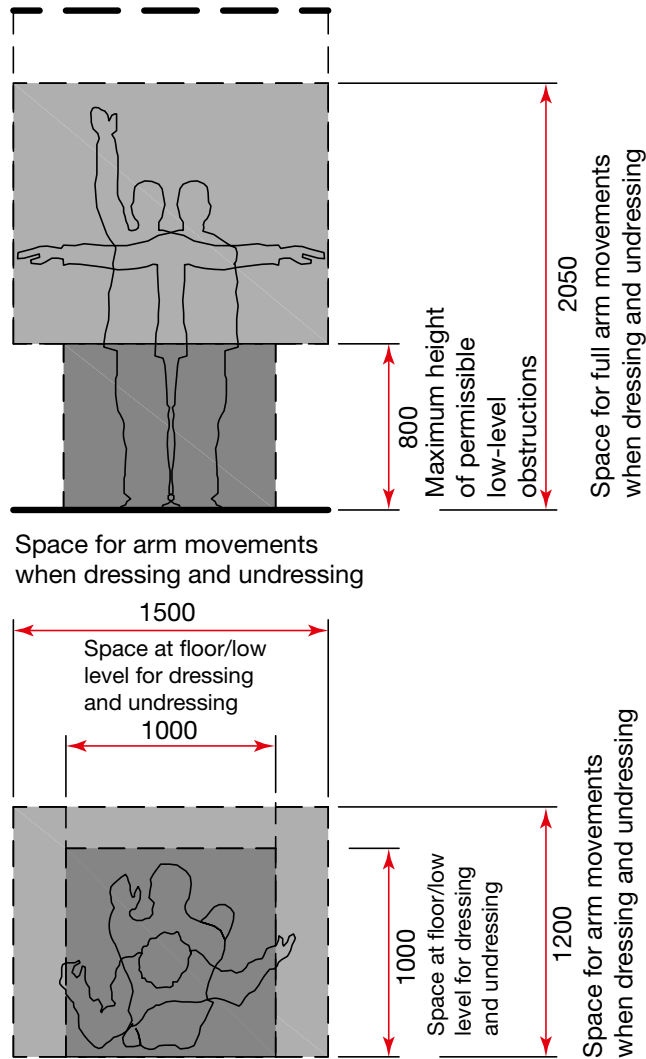 800
Maximum height
of permissible
low-level
obstructions
2050
Space for full arm movements
when dressing and undressing
Space for arm movements
when dressing and undressing
1500
Space at floor/low
level for dressing
and undressing
1000
1000
Space at floor/low
level for dressing
and undressing
1200
Space for arm movements
when dressing and undressing